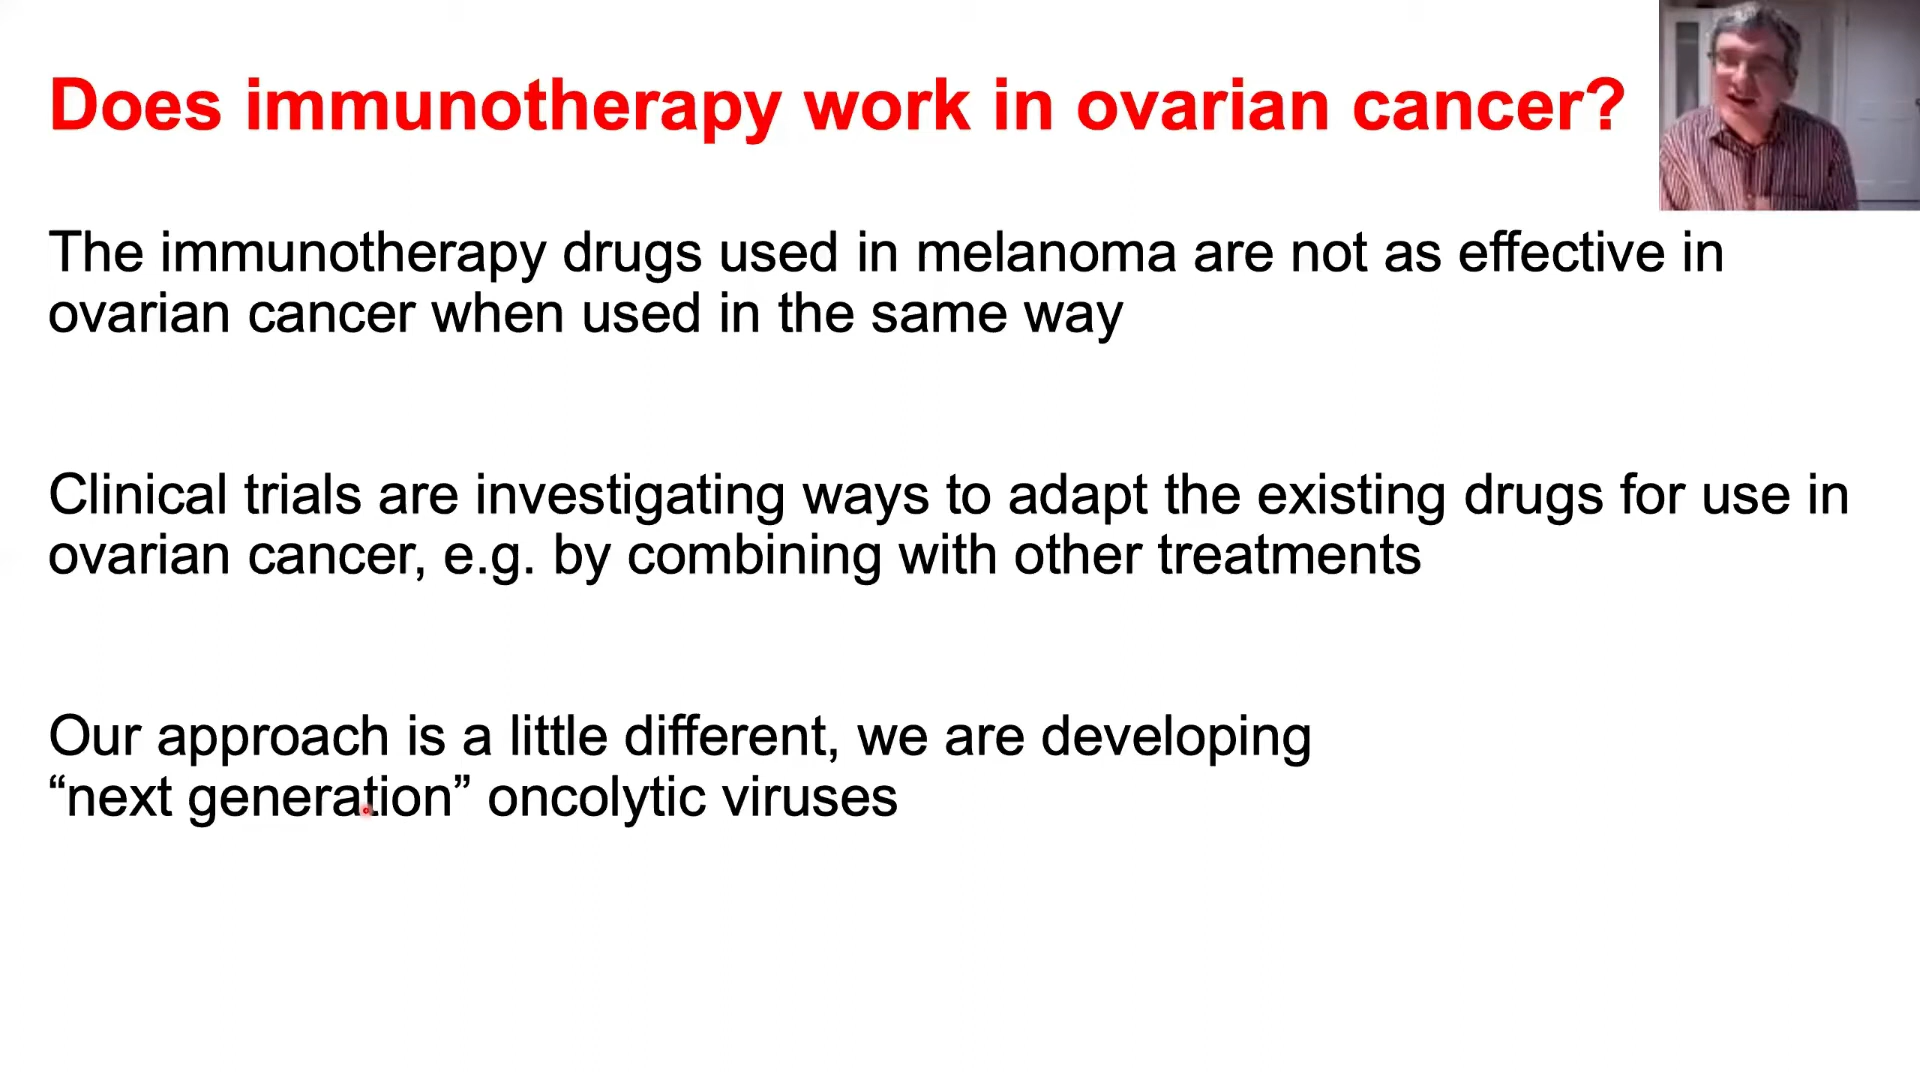 Does immunotherapy work in ovarian cancer?
The immunotherapy drugs used in melanoma are not as effective in
ovarian cancer when used in the same way
Clinical trials are investigating ways to adapt the existing drugs for use in
ovarian cancer, e.g. by combining with other treatments
Our approach is a little different, we are developing
“next generation” oncolytic viruses